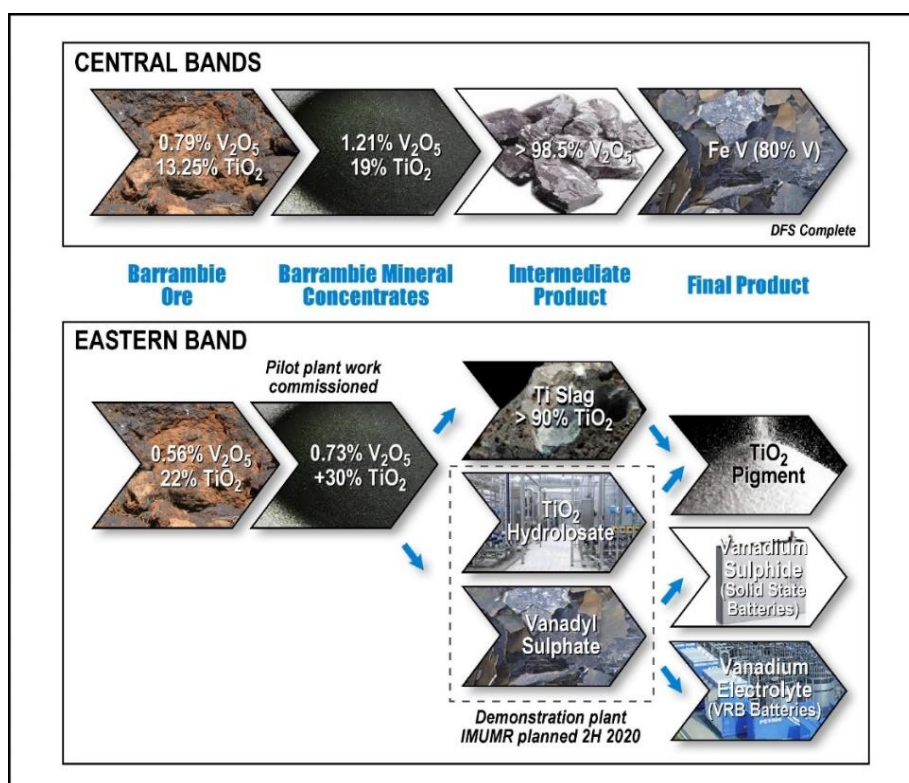 CENTRAL BANDS
0.79% V₂O₅
13.25% TiO₂
1.21% V₂O₅
19% TiO₂
> 98.5% V₂O₅
Fe V (80% V)
DFS Complete
Barrambie
Ore
Barrambie Mineral
Concentrates
Intermediate
Product
Final Product
EASTERN BAND
Pilot plant work
commissioned
0.56% V₂O₅
22% TiO₂
0.73% V₂O₅
+30% TiO₂
Ti Slag
> 90% TiO₂
TiO₂
Hydrolosate
Vanadyl
Sulphate
Demonstration plant
IMUMR planned 2H 2020
TiO₂
Pigment
Vanadium
Sulphide
(Solid State
Batteries)
Vanadium
Electrolyte
(VRB Batteries)